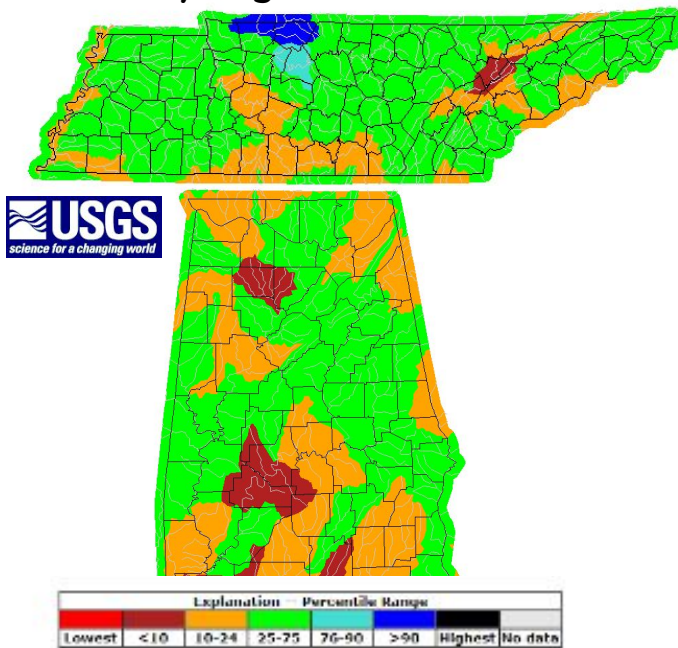 USGS
science for a changing world
Explanation - Percentile Range
Lowest <10 10-24 25-75 76-90 >90 Highest No data